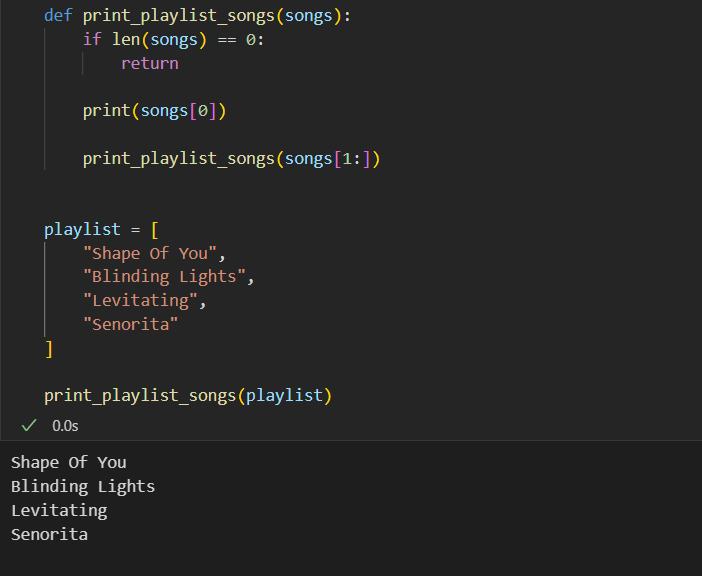 def print_playlist_songs(songs):
    if len(songs) == 0:
        return

    print(songs[0])

    print_playlist_songs(songs[1:])


playlist = [
    "Shape Of You",
    "Blinding Lights",
    "Levitating",
    "Senorita"
]

print_playlist_songs(playlist)
0.0s
Shape Of You
Blinding Lights
Levitating
Senorita